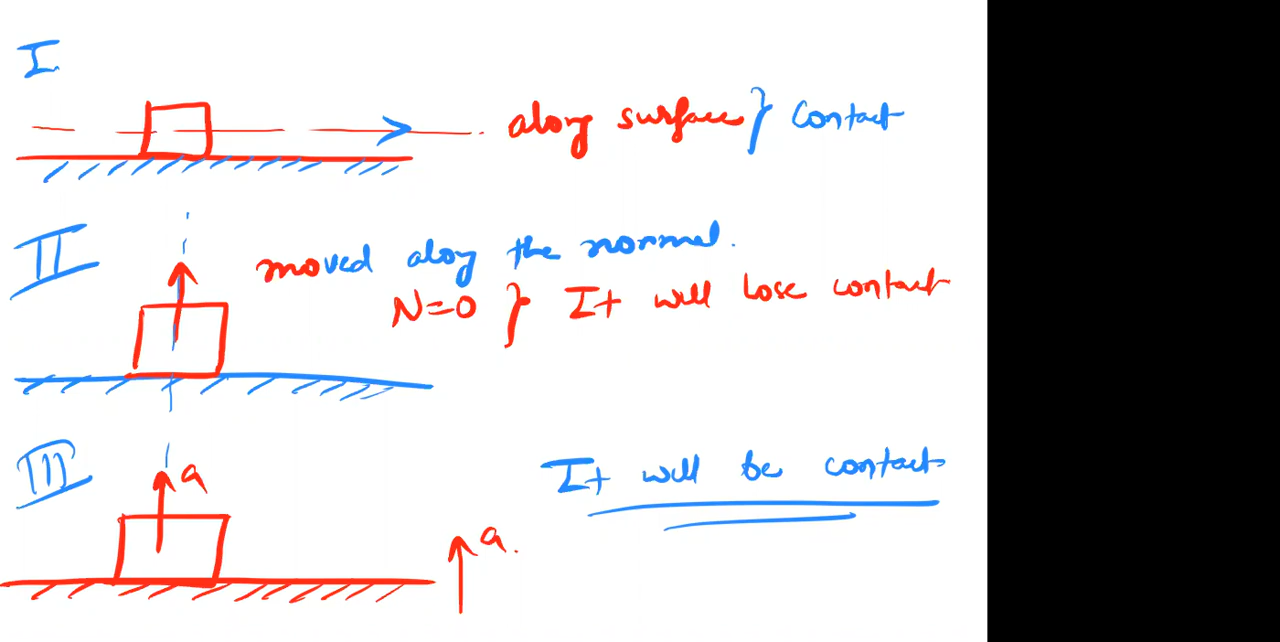 I
along surface } contact
II
moved along the normal.
N=0 } It will lose contact
III
a
It will be contact
a.